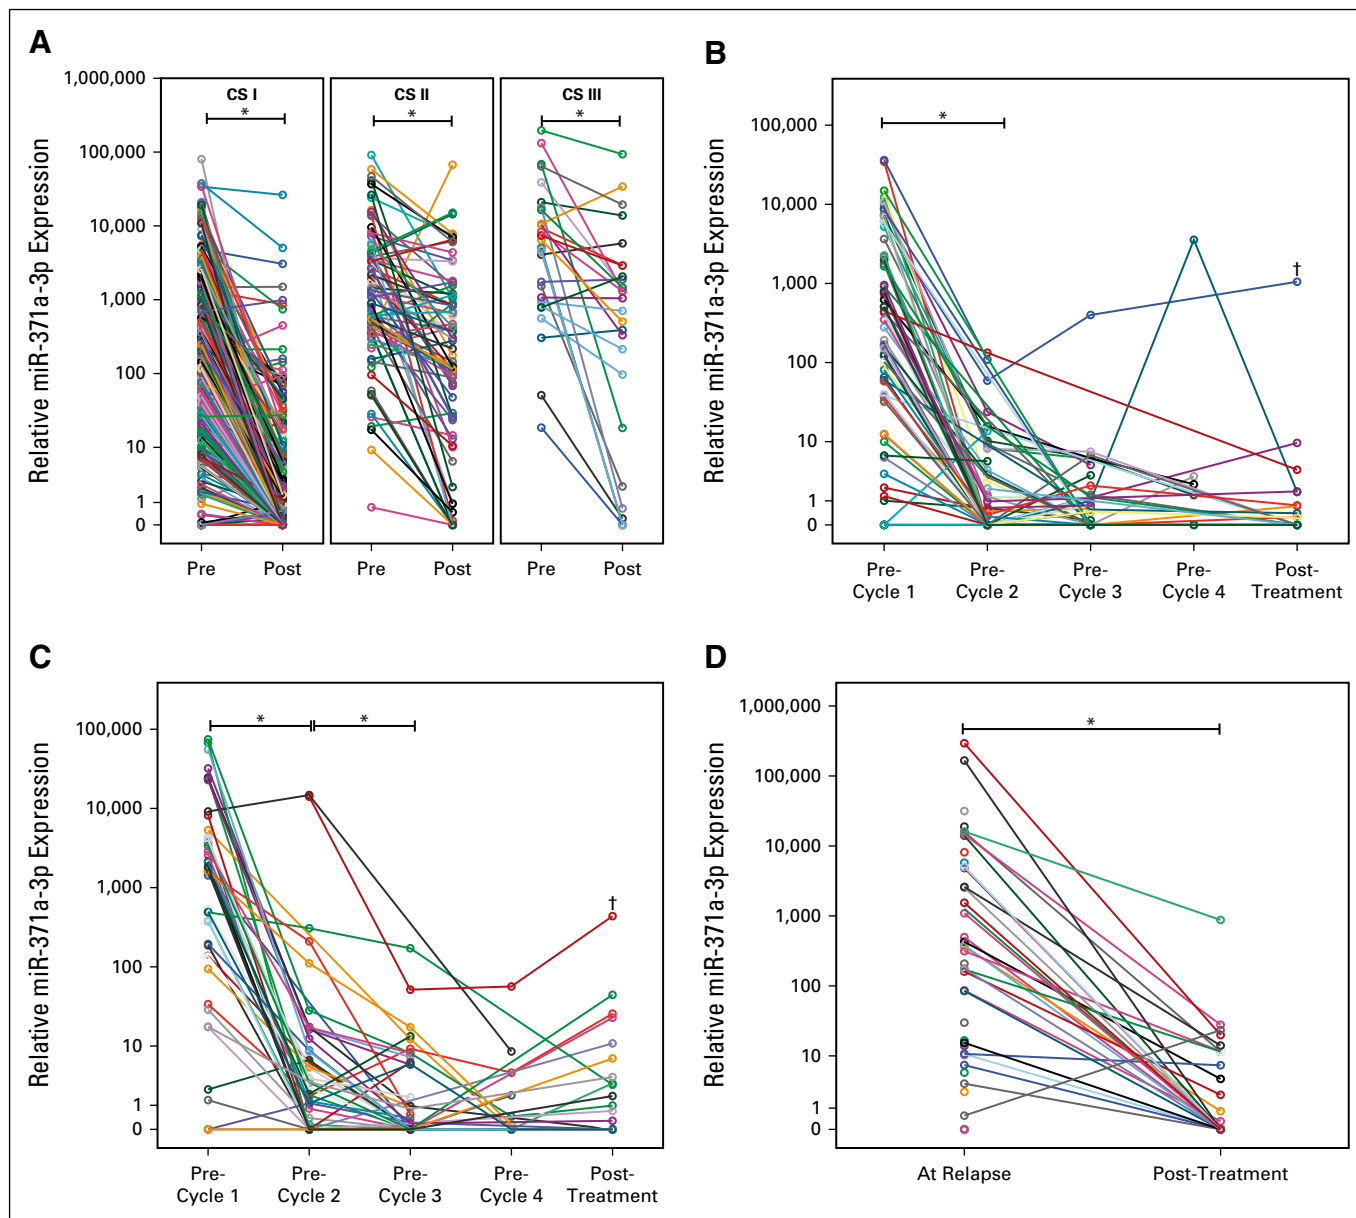 A
Relative miR-371a-3p Expression
1,000,000
100,000
10,000
1,000
100
10
1
0
CS I
*
CS II
*
CS III
*
Pre Post
Pre Post
Pre Post
B
Relative miR-371a-3p Expression
100,000
10,000
1,000
100
10
1
0
*
†
Pre-Cycle 1
Pre-Cycle 2
Pre-Cycle 3
Pre-Cycle 4
Post-Treatment
C
Relative miR-371a-3p Expression
100,000
10,000
1,000
100
10
1
0
*
*
†
Pre-Cycle 1
Pre-Cycle 2
Pre-Cycle 3
Pre-Cycle 4
Post-Treatment
D
Relative miR-371a-3p Expression
1,000,000
100,000
10,000
1,000
100
10
1
0
*
At Relapse
Post-Treatment